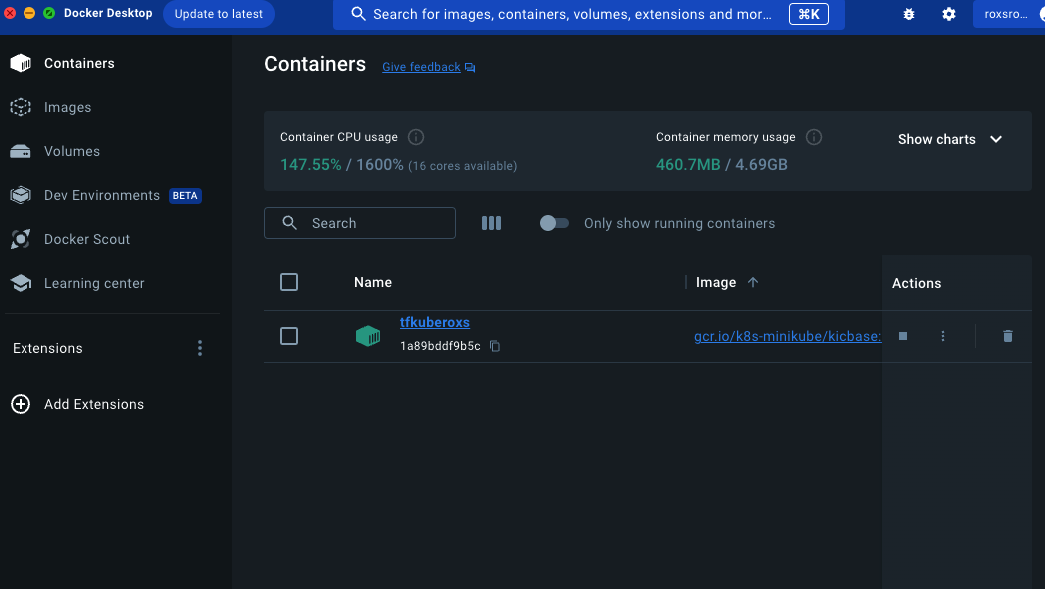 Docker Desktop
Update to latest
Search for images, containers, volumes, extensions and mor...
⌘K
roxsro...
Containers
Images
Volumes
Dev Environments BETA
Docker Scout
Learning center
Extensions
Add Extensions
Containers
Give feedback
Container CPU usage
147.55% / 1600% (16 cores available)
Container memory usage
460.7MB / 4.69GB
Show charts
Search
Only show running containers
Name
Image
Actions
tfkuberoxs
1a89bddf9b5c
gcr.io/k8s-minikube/kicbase: